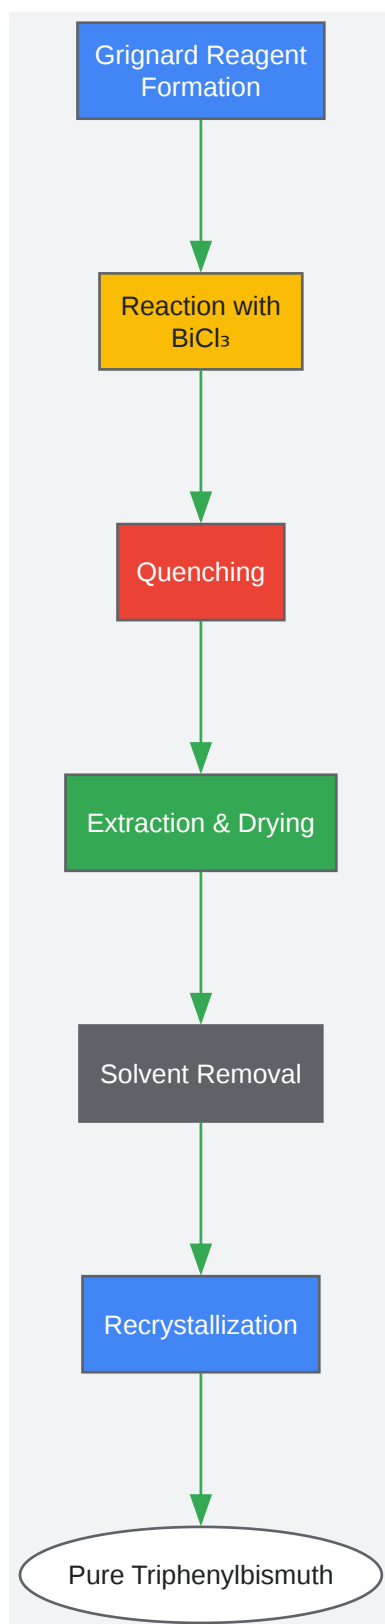 Grignard Reagent
Formation
Reaction with
BiCl₃
Quenching
Extraction & Drying
Solvent Removal
Recrystallization
Pure Triphenylbismuth